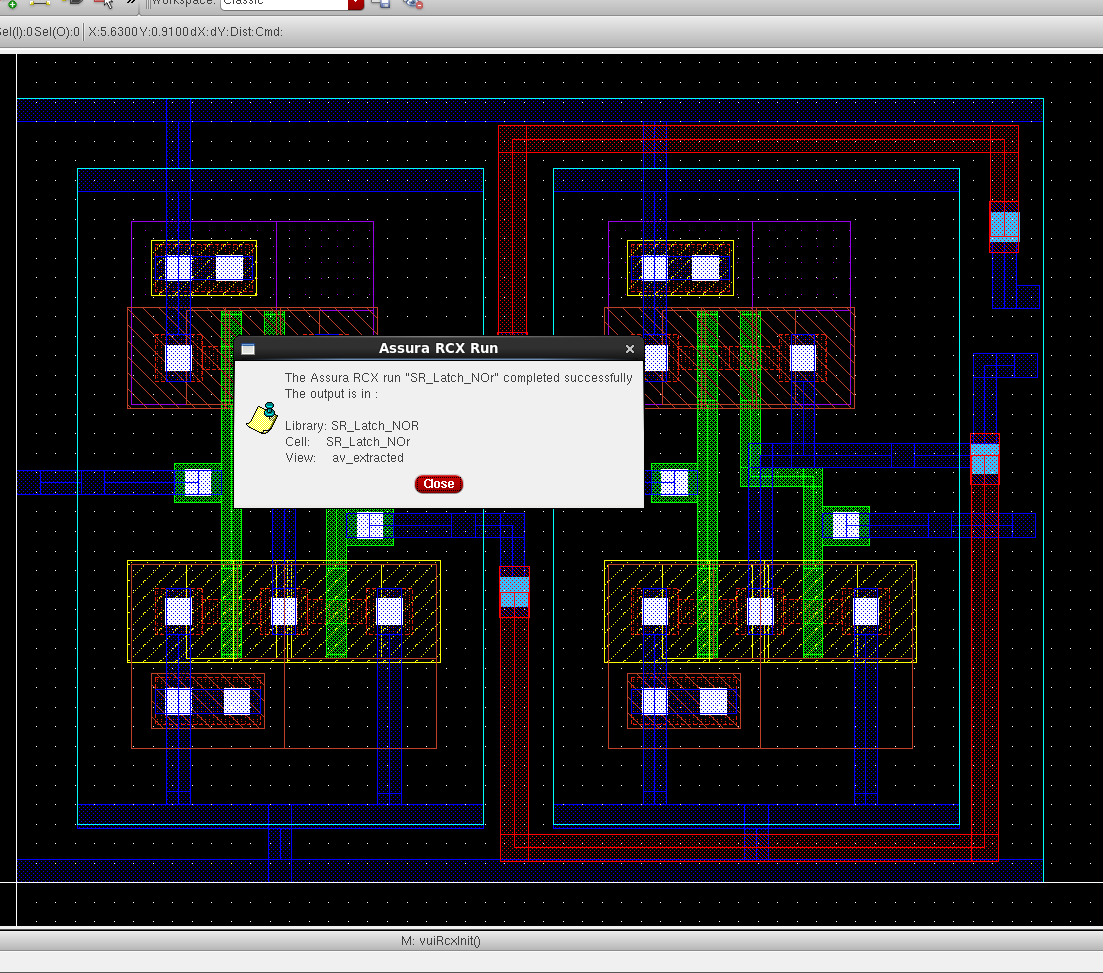 Workspace: Classic
Sel(I):0 Sel(O):0 X:5.6300 Y:0.9100 dX: dY: Dist: Cmd:
Assura RCX Run
The Assura RCX run "SR_Latch_NOr" completed successfully
The output is in :
Library: SR_Latch_NOR
Cell: SR_Latch_NOr
View: av_extracted
Close
M: vuiRcxInit()